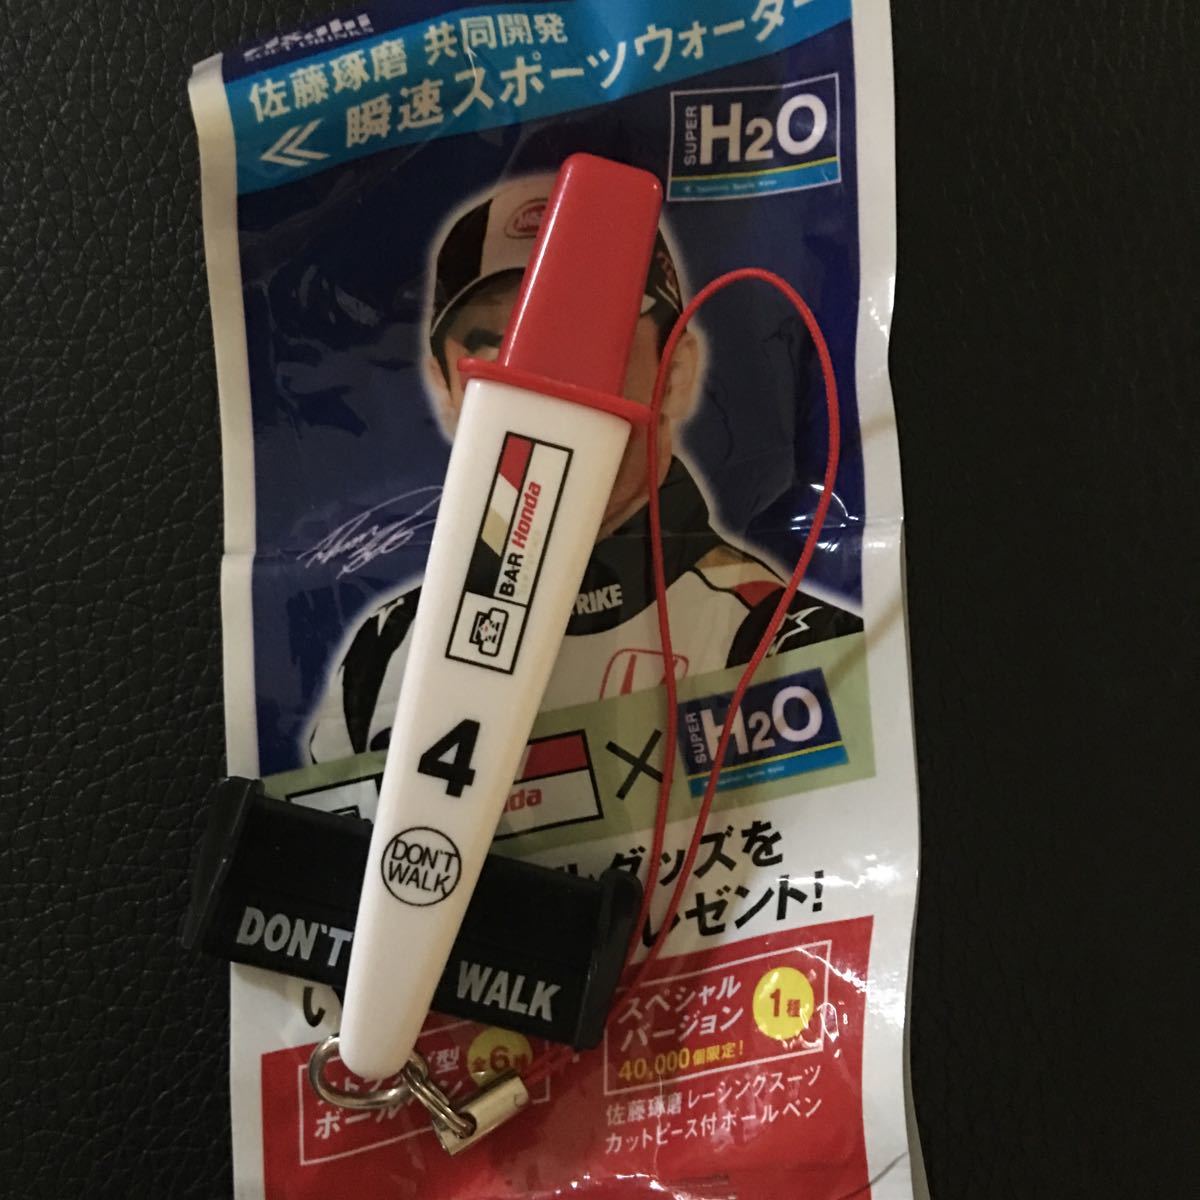 SOFT DRINKS
佐藤琢磨 共同開発
≪ 瞬速スポーツウォーター
SUPER
H2O
BAR Honda
STRIKE
4
DON'T
WALK
×
SUPER
H2O
グッズを
レゼント!
DON'T WALK
スペシャル
バージョン
1種
40,000個限定!
型
全6種
ボール
佐藤琢磨レーシングスーツ
カットピース付ボールペン